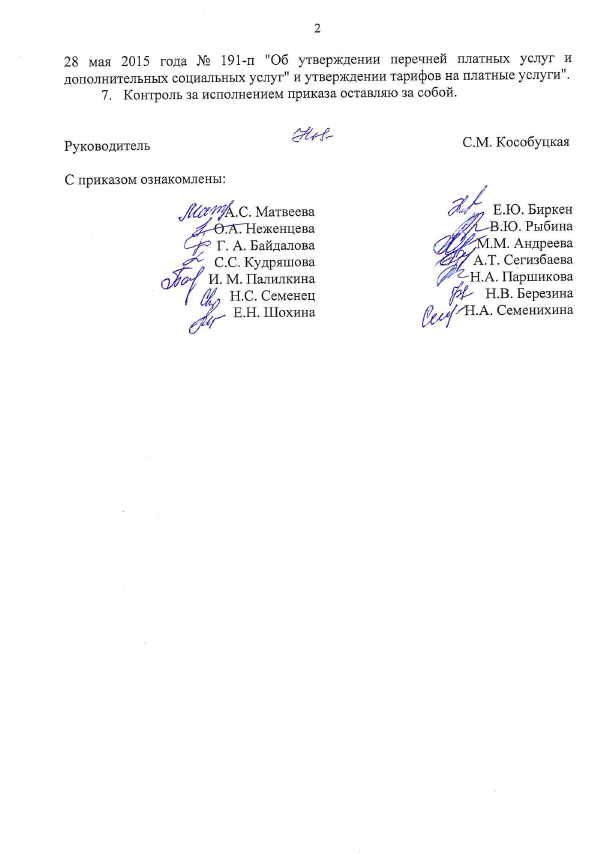 2
28 мая 2015 года № 191-п "Об утверждении перечней платных услуг и
дополнительных социальных услуг" и утверждении тарифов на платные услуги".
7. Контроль за исполнением приказа оставляю за собой.
Руководитель С.М. Кособуцкая
С приказом ознакомлены:
А.С. Матвеева
О.А. Неженцева
Г. А. Байдалова
С.С. Кудряшова
И. М. Палилкина
Н.С. Семенец
Е.Н. Шохина
Е.Ю. Биркен
В.Ю. Рыбина
М.М. Андреева
А.Т. Сегизбаева
Н.А. Паршикова
Н.В. Березина
Н.А. Семенихина